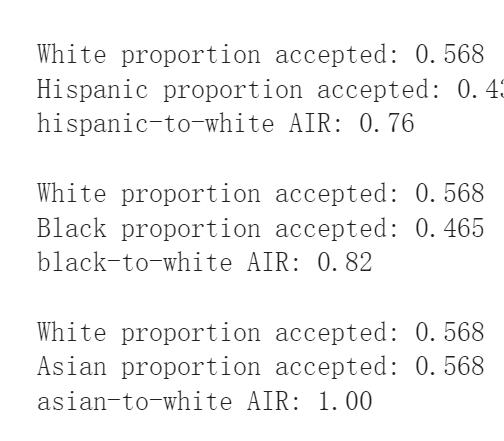 White proportion accepted: 0.568
Hispanic proportion accepted: 0.43
hispanic-to-white AIR: 0.76
White proportion accepted: 0.568
Black proportion accepted: 0.465
black-to-white AIR: 0.82
White proportion accepted: 0.568
Asian proportion accepted: 0.568
asian-to-white AIR: 1.00